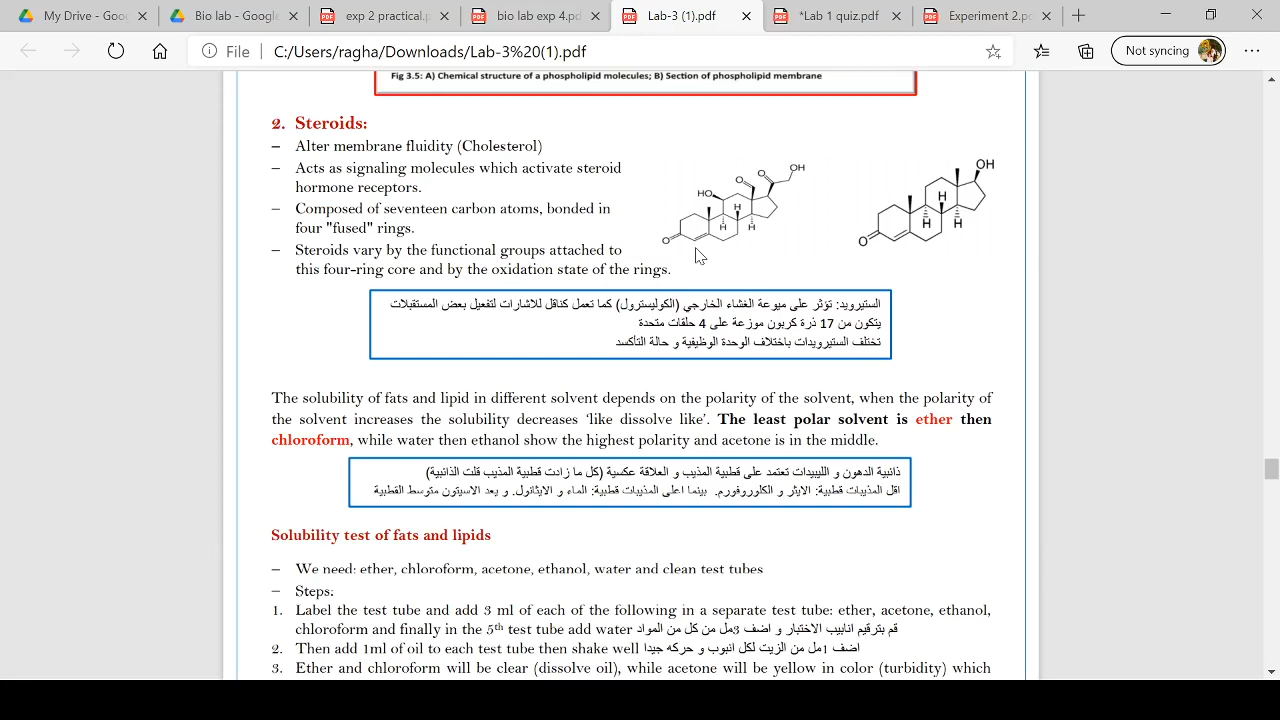 My Drive - Goo
Bio lab - Google
exp 2 practical.p
bio lab exp 4.pd
Lab-3 (1).pdf
*Lab 1 quiz.pdf
Experiment 2.po
File
C:/Users/ragha/Downloads/Lab-3%20(1).pdf
Not syncing
Fig 3.5: A) Chemical structure of a phospholipid molecules; B) Section of phospholipid membrane
2. Steroids:
– Alter membrane fluidity (Cholesterol)
– Acts as signaling molecules which activate steroid
hormone receptors.
– Composed of seventeen carbon atoms, bonded in
four "fused" rings.
– Steroids vary by the functional groups attached to
this four-ring core and by the oxidation state of the rings.
O HO H H H O O OH
O H H H OH
الستيرويد: تؤثر على ميوعة الغشاء الخارجي (الكوليسترول) كما تعمل كناقل للاشارات لتفعيل بعض المستقبلات
يتكون من 17 ذرة كربون موزعة على 4 حلقات متحدة
تختلف الستيرويدات باختلاف الوحدة الوظيفية و حالة التأكسد
The solubility of fats and lipid in different solvent depends on the polarity of the solvent, when the polarity of
the solvent increases the solubility decreases ‘like dissolve like’. The least polar solvent is ether then
chloroform, while water then ethanol show the highest polarity and acetone is in the middle.
ذائبية الدهون و الليبيدات تعتمد على قطبية المذيب و العلاقة عكسية (كل ما زادت قطبية المذيب قلت الذائبية)
اقل المذيبات قطبية: الايثر و الكلوروفورم. بينما اعلى المذيبات قطبية: الماء و الايثانول. و يعد الاسيتون متوسط القطبية
Solubility test of fats and lipids
– We need: ether, chloroform, acetone, ethanol, water and clean test tubes
– Steps:
1. Label the test tube and add 3 ml of each of the following in a separate test tube: ether, acetone, ethanol,
chloroform and finally in the 5th test tube add water قم بترقيم انابيب الاختبار و اضف 3مل من كل من المواد
2. Then add 1ml of oil to each test tube then shake well اضف 1مل من الزيت لكل انبوب و حركه جيدا
3. Ether and chloroform will be clear (dissolve oil), while acetone will be yellow in color (turbidity) which